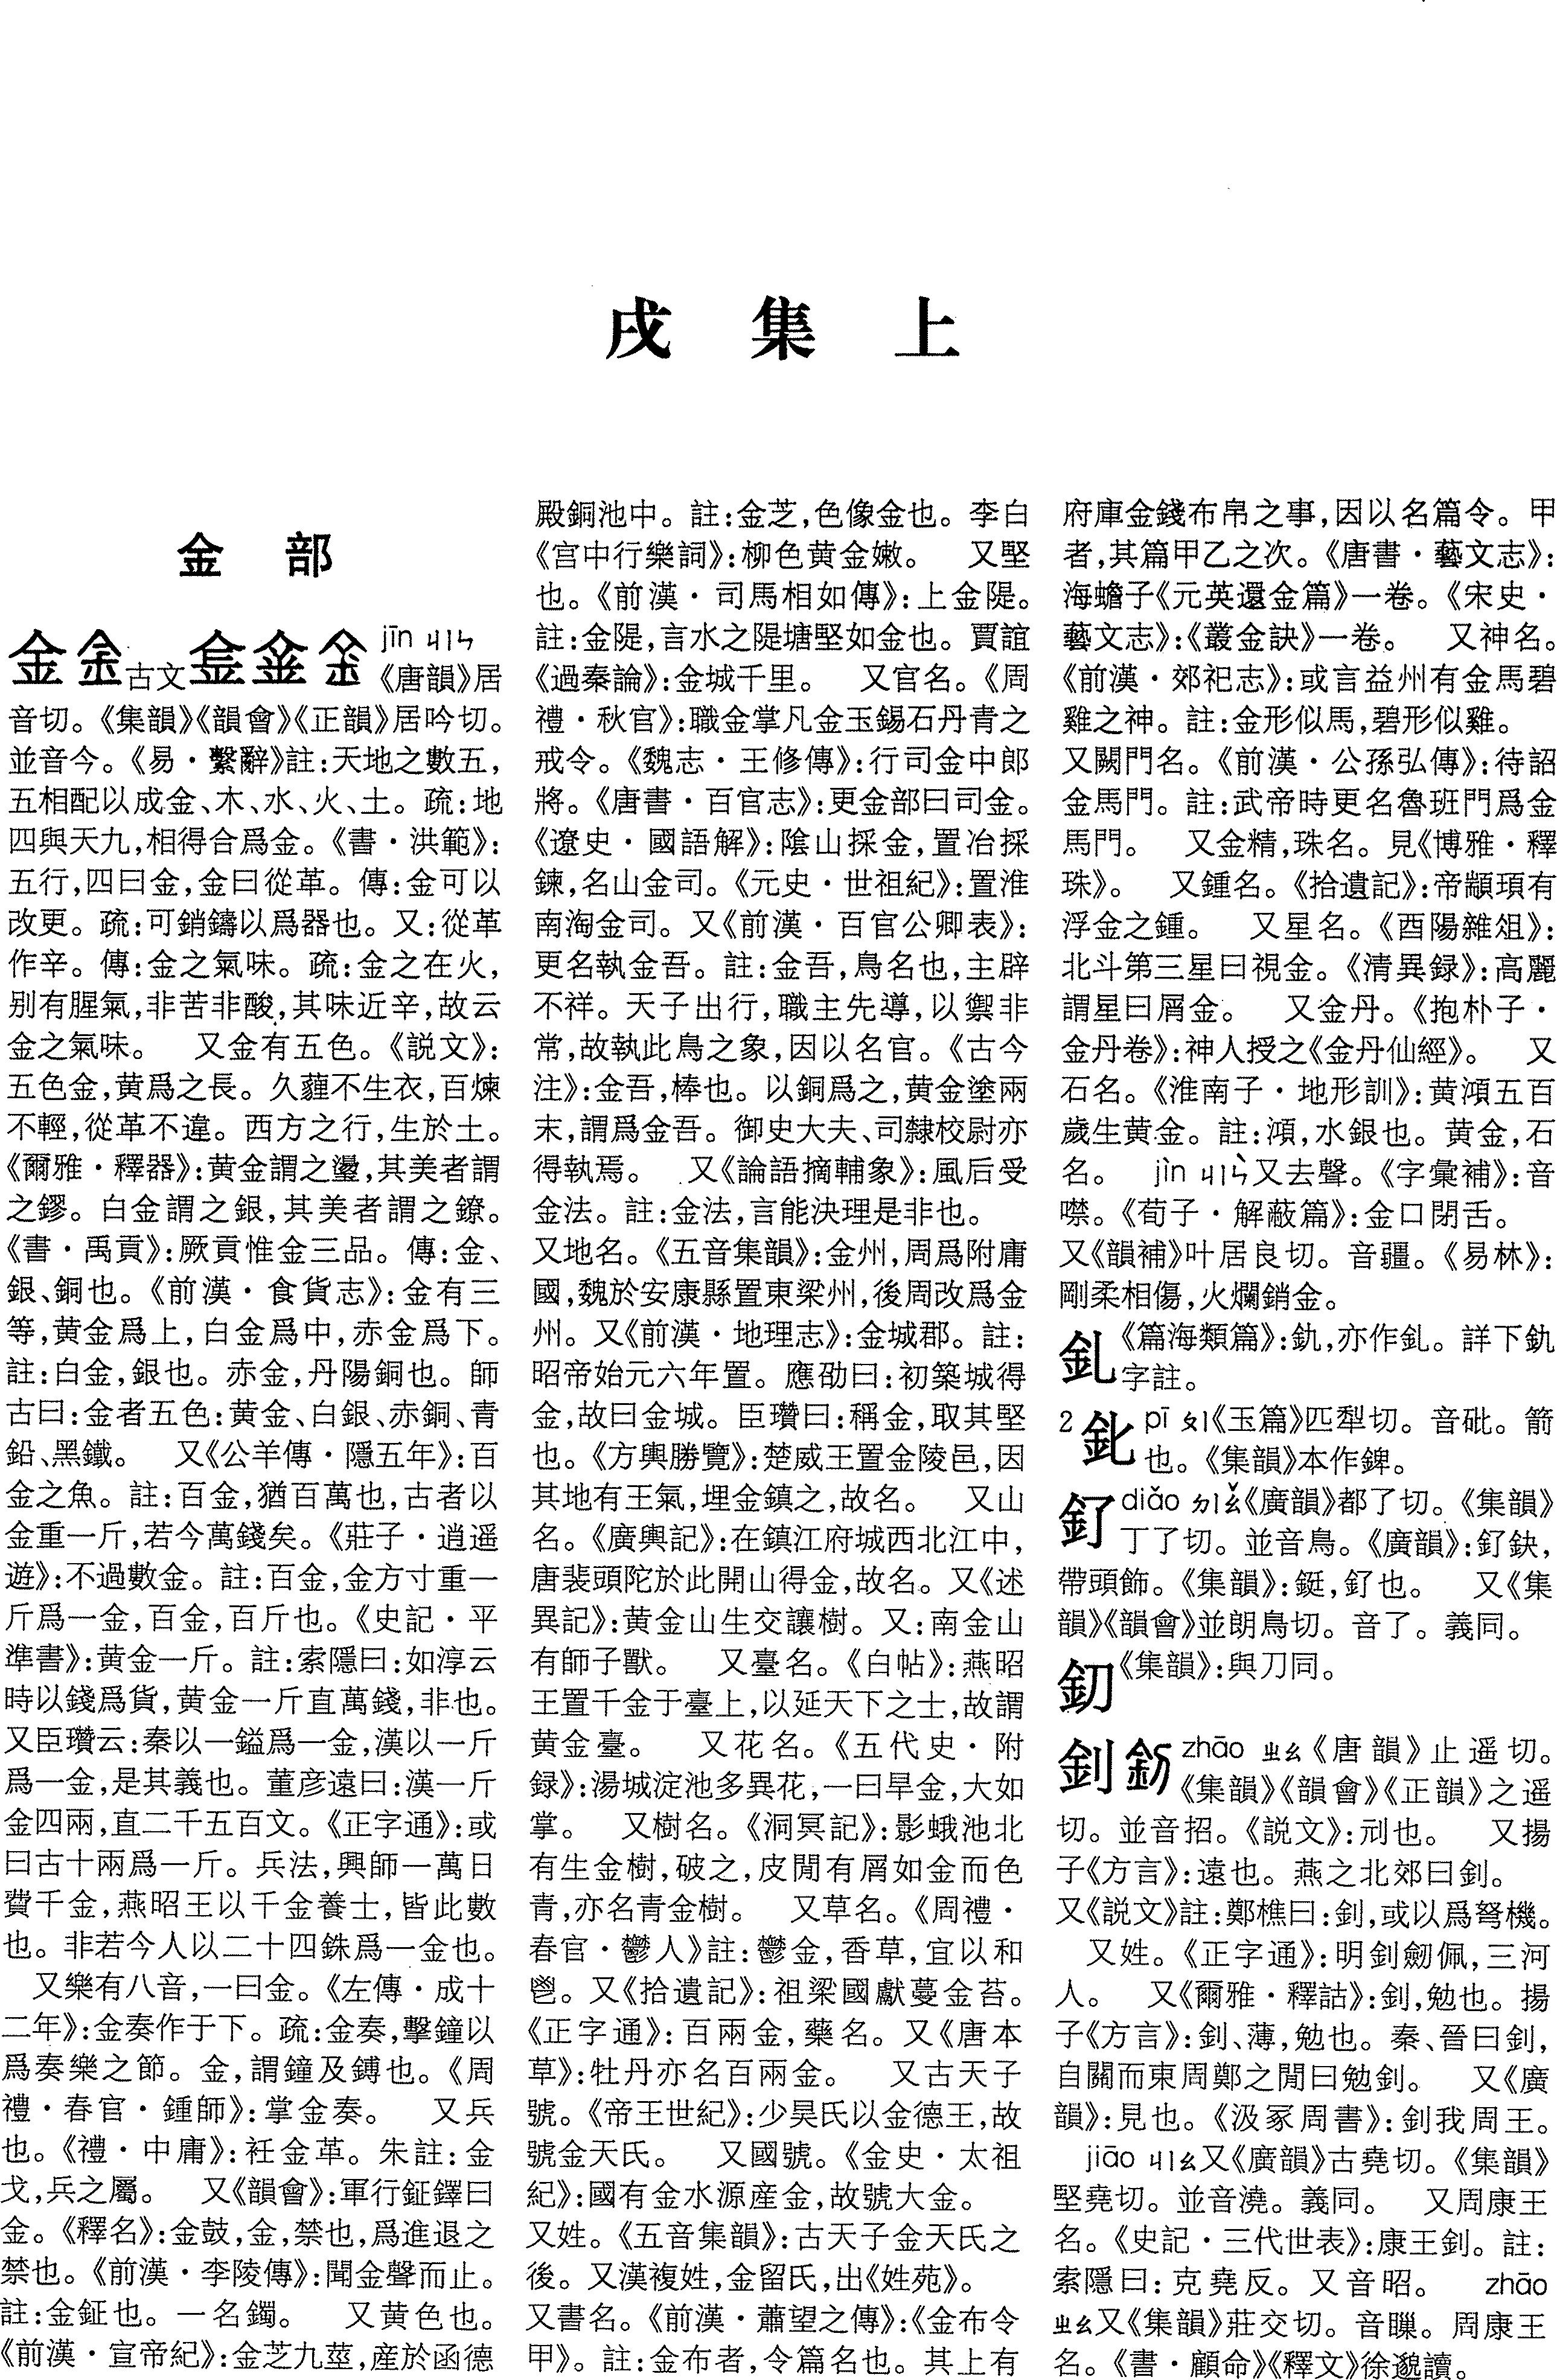 戌集上
金部
金 古文 jīn ㄐㄧㄣ
《唐韻》居
音切。《集韻》《韻會》《正韻》居吟切。
並音今。《易·繫辭》註:天地之數五,
五相配以成金、木、水、火、土。疏:地
四與天九,相得合爲金。《書·洪範》:
五行,四曰金,金曰從革。傳:金可以
改更。疏:可銷鑄以爲器也。又:從革
作辛。傳:金之氣味。疏:金之在火,
别有腥氣,非苦非酸,其味近辛,故云
金之氣味。 又金有五色。《説文》:
五色金,黄爲之長。久薶不生衣,百煉
不輕,從革不違。西方之行,生於土。
《爾雅·釋器》:黄金謂之璗,其美者謂
之鏐。白金謂之銀,其美者謂之鐐。
《書·禹貢》:厥貢惟金三品。傳:金、
銀、銅也。《前漢·食貨志》:金有三
等,黄金爲上,白金爲中,赤金爲下。
註:白金,銀也。赤金,丹陽銅也。師
古曰:金者五色:黄金、白銀、赤銅、青
鉛、黑鐵。 又《公羊傳·隱五年》:百
金之魚。註:百金,猶百萬也,古者以
金重一斤,若今萬錢矣。《莊子·逍遥
遊》:不過數金。註:百金,金方寸重一
斤爲一金,百金,百斤也。《史記·平
準書》:黄金一斤。註:索隱曰:如淳云
時以錢爲貨,黄金一斤直萬錢,非也。
又臣瓚云:秦以一鎰爲一金,漢以一斤
爲一金,是其義也。董彦遠曰:漢一斤
金四兩,直二千五百文。《正字通》:或
曰古十兩爲一斤。兵法,興師一萬日
費千金,燕昭王以千金養士,皆此數
也。非若今人以二十四銖爲一金也。
又樂有八音,一曰金。《左傳·成十
二年》:金奏作于下。疏:金奏,擊鐘以
爲奏樂之節。金,謂鐘及鎛也。《周
禮·春官·鍾師》:掌金奏。 又兵
也。《禮·中庸》:衽金革。朱註:金
戈,兵之屬。 又《韻會》:軍行鉦鐸曰
金。《釋名》:金鼓,金,禁也,爲進退之
禁也。《前漢·李陵傳》:聞金聲而止。
註:金鉦也。一名鐲。 又黄色也。
《前漢·宣帝紀》:金芝九莖,産於函德
殿銅池中。註:金芝,色像金也。李白
《宫中行樂詞》:柳色黄金嫩。 又堅
也。《前漢·司馬相如傳》:上金隄。
註:金隄,言水之隄塘堅如金也。賈誼
《過秦論》:金城千里。 又官名。《周
禮·秋官》:職金掌凡金玉錫石丹青之
戒令。《魏志·王修傳》:行司金中郎
將。《唐書·百官志》:更金部曰司金。
《遼史·國語解》:陰山採金,置冶採
鍊,名山金司。《元史·世祖紀》:置淮
南淘金司。又《前漢·百官公卿表》:
更名執金吾。註:金吾,鳥名也,主辟
不祥。天子出行,職主先導,以禦非
常,故執此鳥之象,因以名官。《古今
注》:金吾,棒也。以銅爲之,黄金塗兩
末,謂爲金吾。御史大夫、司隸校尉亦
得執焉。 又《論語摘輔象》:風后受
金法。註:金法,言能決理是非也。
又地名。《五音集韻》:金州,周爲附庸
國,魏於安康縣置東梁州,後周改爲金
州。又《前漢·地理志》:金城郡。註:
昭帝始元六年置。應劭曰:初築城得
金,故曰金城。臣瓚曰:稱金,取其堅
也。《方輿勝覽》:楚威王置金陵邑,因
其地有王氣,埋金鎮之,故名。 又山
名。《廣輿記》:在鎮江府城西北江中,
唐裴頭陀於此開山得金,故名。又《述
異記》:黄金山生交讓樹。又:南金山
有師子獸。 又臺名。《白帖》:燕昭
王置千金于臺上,以延天下之士,故謂
黄金臺。 又花名。《五代史·附
録》:湯城淀池多異花,一曰旱金,大如
掌。 又樹名。《洞冥記》:影蛾池北
有生金樹,破之,皮閒有屑如金而色
青,亦名青金樹。 又草名。《周禮·
春官·鬱人》註:鬱金,香草,宜以和
鬯。又《拾遺記》:祖梁國獻蔓金苔。
《正字通》:百兩金,藥名。又《唐本
草》:牡丹亦名百兩金。 又古天子
號。《帝王世紀》:少昊氏以金德王,故
號金天氏。 又國號。《金史·太祖
紀》:國有金水源産金,故號大金。
又姓。《五音集韻》:古天子金天氏之
後。又漢複姓,金留氏,出《姓苑》。
又書名。《前漢·蕭望之傳》:《金布令
甲》。註:金布者,令篇名也。其上有
府庫金錢布帛之事,因以名篇令。甲
者,其篇甲乙之次。《唐書·藝文志》:
海蟾子《元英還金篇》一卷。《宋史·
藝文志》:《叢金訣》一卷。 又神名。
《前漢·郊祀志》:或言益州有金馬碧
雞之神。註:金形似馬,碧形似雞。
又闕門名。《前漢·公孫弘傳》:待詔
金馬門。註:武帝時更名魯班門爲金
馬門。 又金精,珠名。見《博雅·釋
珠》。 又鍾名。《拾遺記》:帝顓頊有
浮金之鍾。 又星名。《酉陽雜俎》:
北斗第三星曰視金。《清異録》:高麗
謂星曰屑金。 又金丹。《抱朴子·
金丹卷》:神人授之《金丹仙經》。 又
石名。《淮南子·地形訓》:黄澒五百
歲生黄金。註:澒,水銀也。黄金,石
名。 jìn ㄐㄧㄣˋ又去聲。《字彙補》:音
噤。《荀子·解蔽篇》:金口閉舌。
又《韻補》叶居良切。音疆。《易林》:
剛柔相傷,火爛銷金。
釓 《篇海類篇》:釚,亦作釓。詳下釚
字註。
2 𨥑 pī ㄆㄧ《玉篇》匹犁切。音砒。箭
也。《集韻》本作錍。
釕 diǎo ㄉㄧㄠˇ《廣韻》都了切。《集韻》
丁了切。並音鳥。《廣韻》:釕䤚,
帶頭飾。《集韻》:鋌,釕也。 又《集
韻》《韻會》並朗鳥切。音了。義同。
釖 《集韻》:與刀同。
釗 zhāo ㄓㄠ《唐韻》止遥切。
《集韻》《韻會》《正韻》之遥
切。並音招。《説文》:刓也。 又揚
子《方言》:遠也。燕之北郊曰釗。
又《説文》註:鄭樵曰:釗,或以爲弩機。
又姓。《正字通》:明釗劒佩,三河
人。 又《爾雅·釋詁》:釗,勉也。揚
子《方言》:釗、薄,勉也。秦、晉曰釗,
自關而東周鄭之閒曰勉釗。 又《廣
韻》:見也。《汲冢周書》:釗我周王。
jiāo ㄐㄧㄠ又《廣韻》古堯切。《集韻》
堅堯切。並音澆。義同。 又周康王
名。《史記·三代世表》:康王釗。註:
索隱曰:克堯反。又音昭。 zhāo
ㄓㄠ又《集韻》莊交切。音𦗔。周康王
名。《書·顧命》《釋文》徐邈讀。